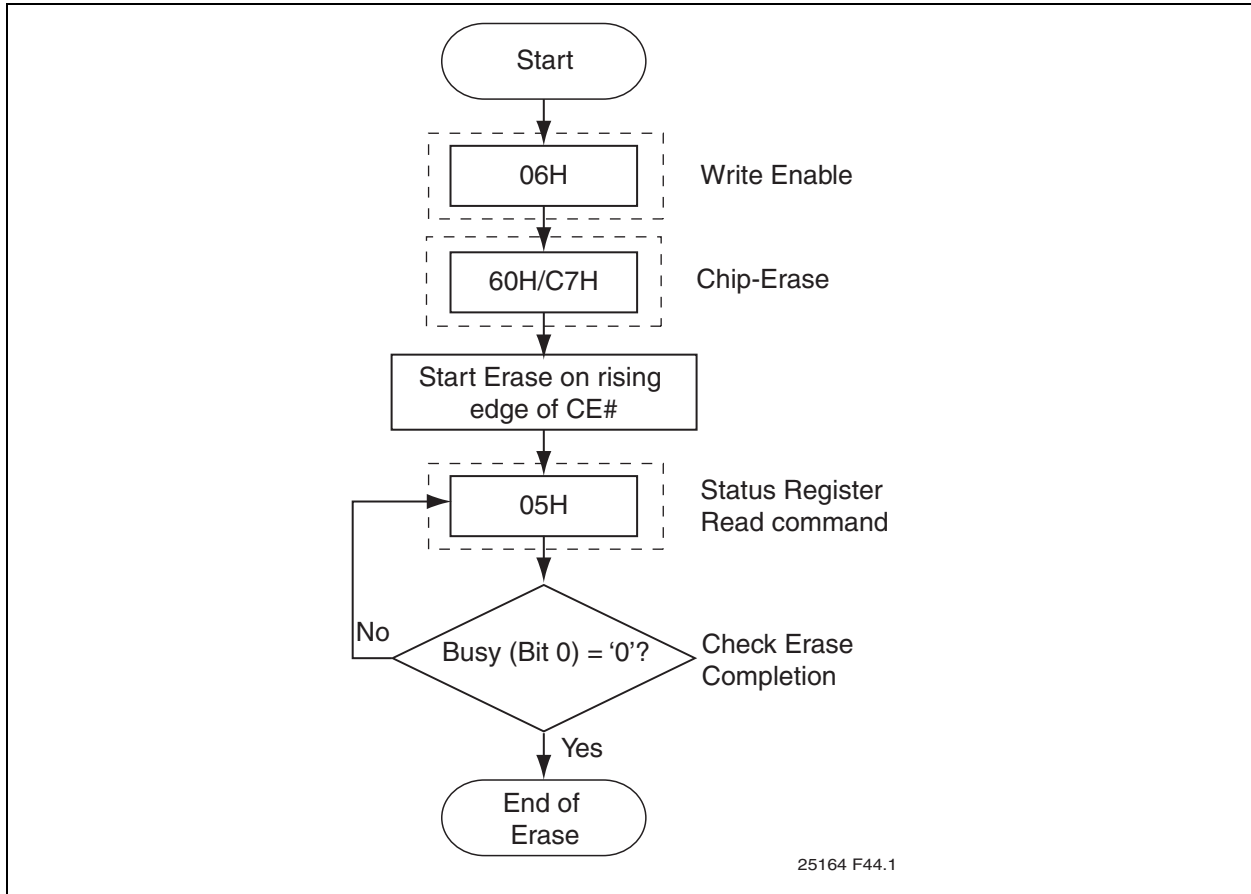 Start
06H
Write Enable
60H/C7H
Chip-Erase
Start Erase on rising
edge of CE#
05H
Status Register
Read command
No
Busy (Bit 0) = ‘0’?
Check Erase
Completion
Yes
End of
Erase
25164 F44.1